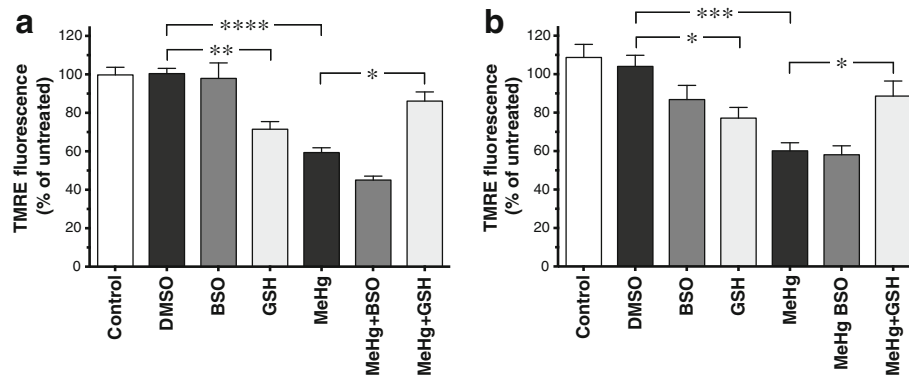 a
****
**
*
120
100
80
60
40
20
0
TMRE fluorescence
(% of untreated)
Control
DMSO
BSO
GSH
MeHg
MeHg+BSO
MeHg+GSH
b
***
*
*
120
100
80
60
40
20
0
TMRE fluorescence
(% of untreated)
Control
DMSO
BSO
GSH
MeHg
MeHg BSO
MeHg+GSH